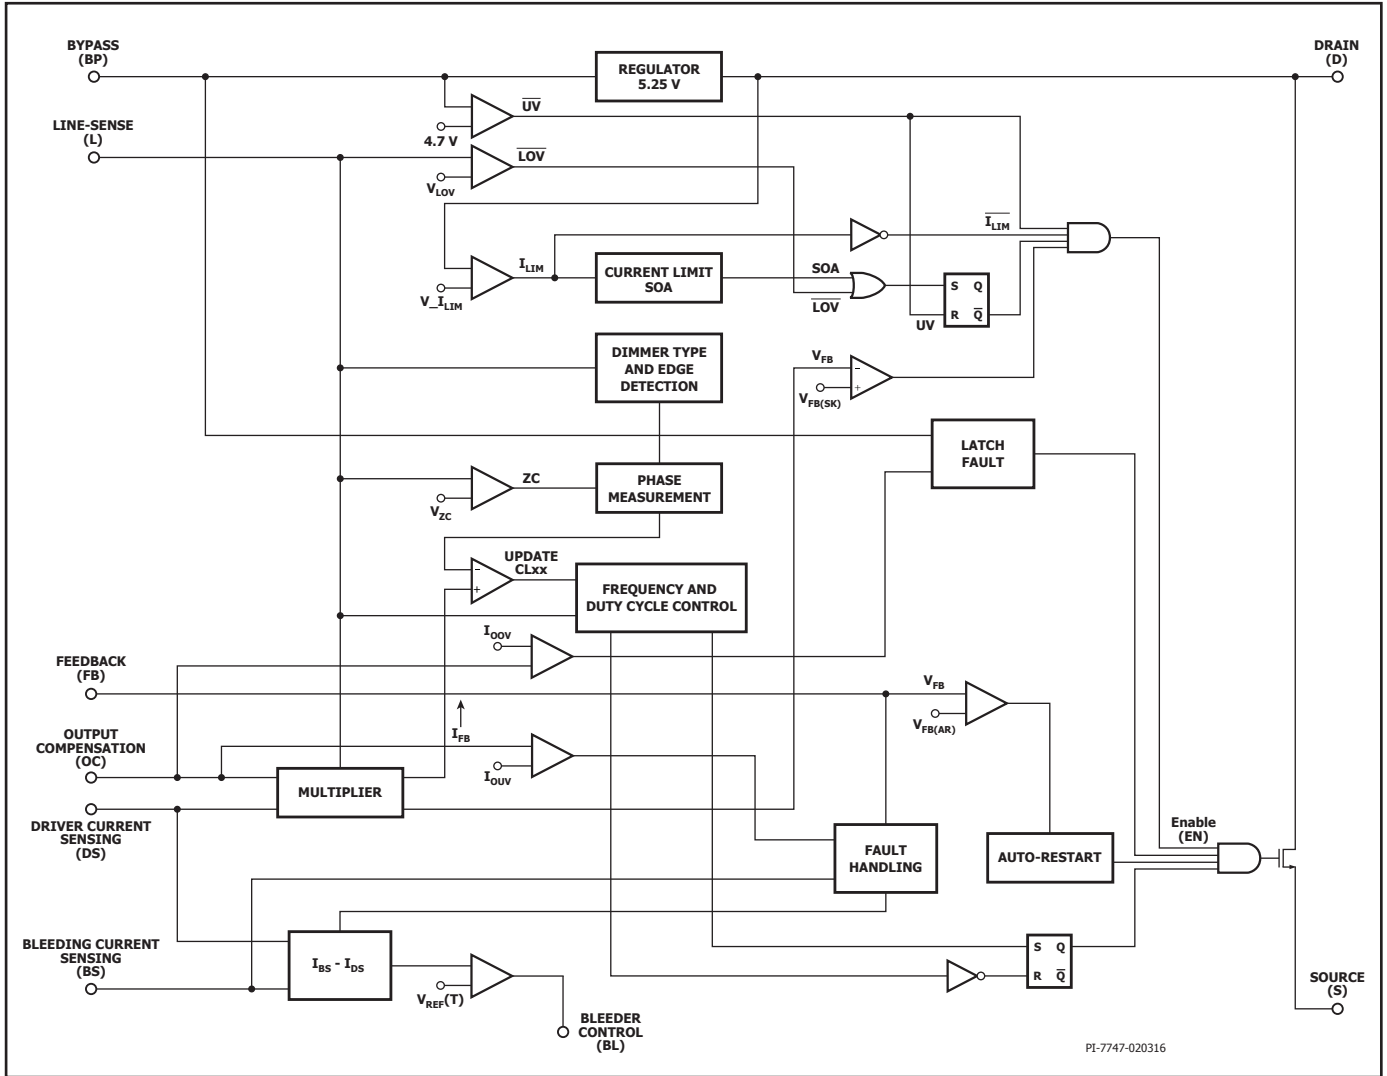 BYPASS
(BP)
DRAIN
(D)
REGULATOR
5.25 V
UV
4.7 V
LINE-SENSE
(L)
LOV
VLOV
ILIM
V_ILIM
CURRENT LIMIT
SOA
SOA
LOV
ILIM
S Q
R Q
UV
DIMMER TYPE
AND EDGE
DETECTION
VFB
-
+
VFB(SK)
LATCH
FAULT
ZC
VZC
PHASE
MEASUREMENT
UPDATE
CLxx
-
+
FREQUENCY AND
DUTY CYCLE CONTROL
IOOV
FEEDBACK
(FB)
VFB
VFB(AR)
IFB
OUTPUT
COMPENSATION
(OC)
IOUV
MULTIPLIER
DRIVER CURRENT
SENSING
(DS)
FAULT
HANDLING
AUTO-RESTART
Enable
(EN)
BLEEDING CURRENT
SENSING
(BS)
IBS - IDS
VREF(T)
S Q
R Q
SOURCE
(S)
BLEEDER
CONTROL
(BL)
PI-7747-020316